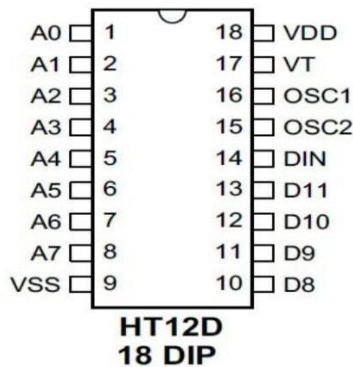 A0 1 18 VDD
A1 2 17 VT
A2 3 16 OSC1
A3 4 15 OSC2
A4 5 14 DIN
A5 6 13 D11
A6 7 12 D10
A7 8 11 D9
VSS 9 10 D8
HT12D
18 DIP